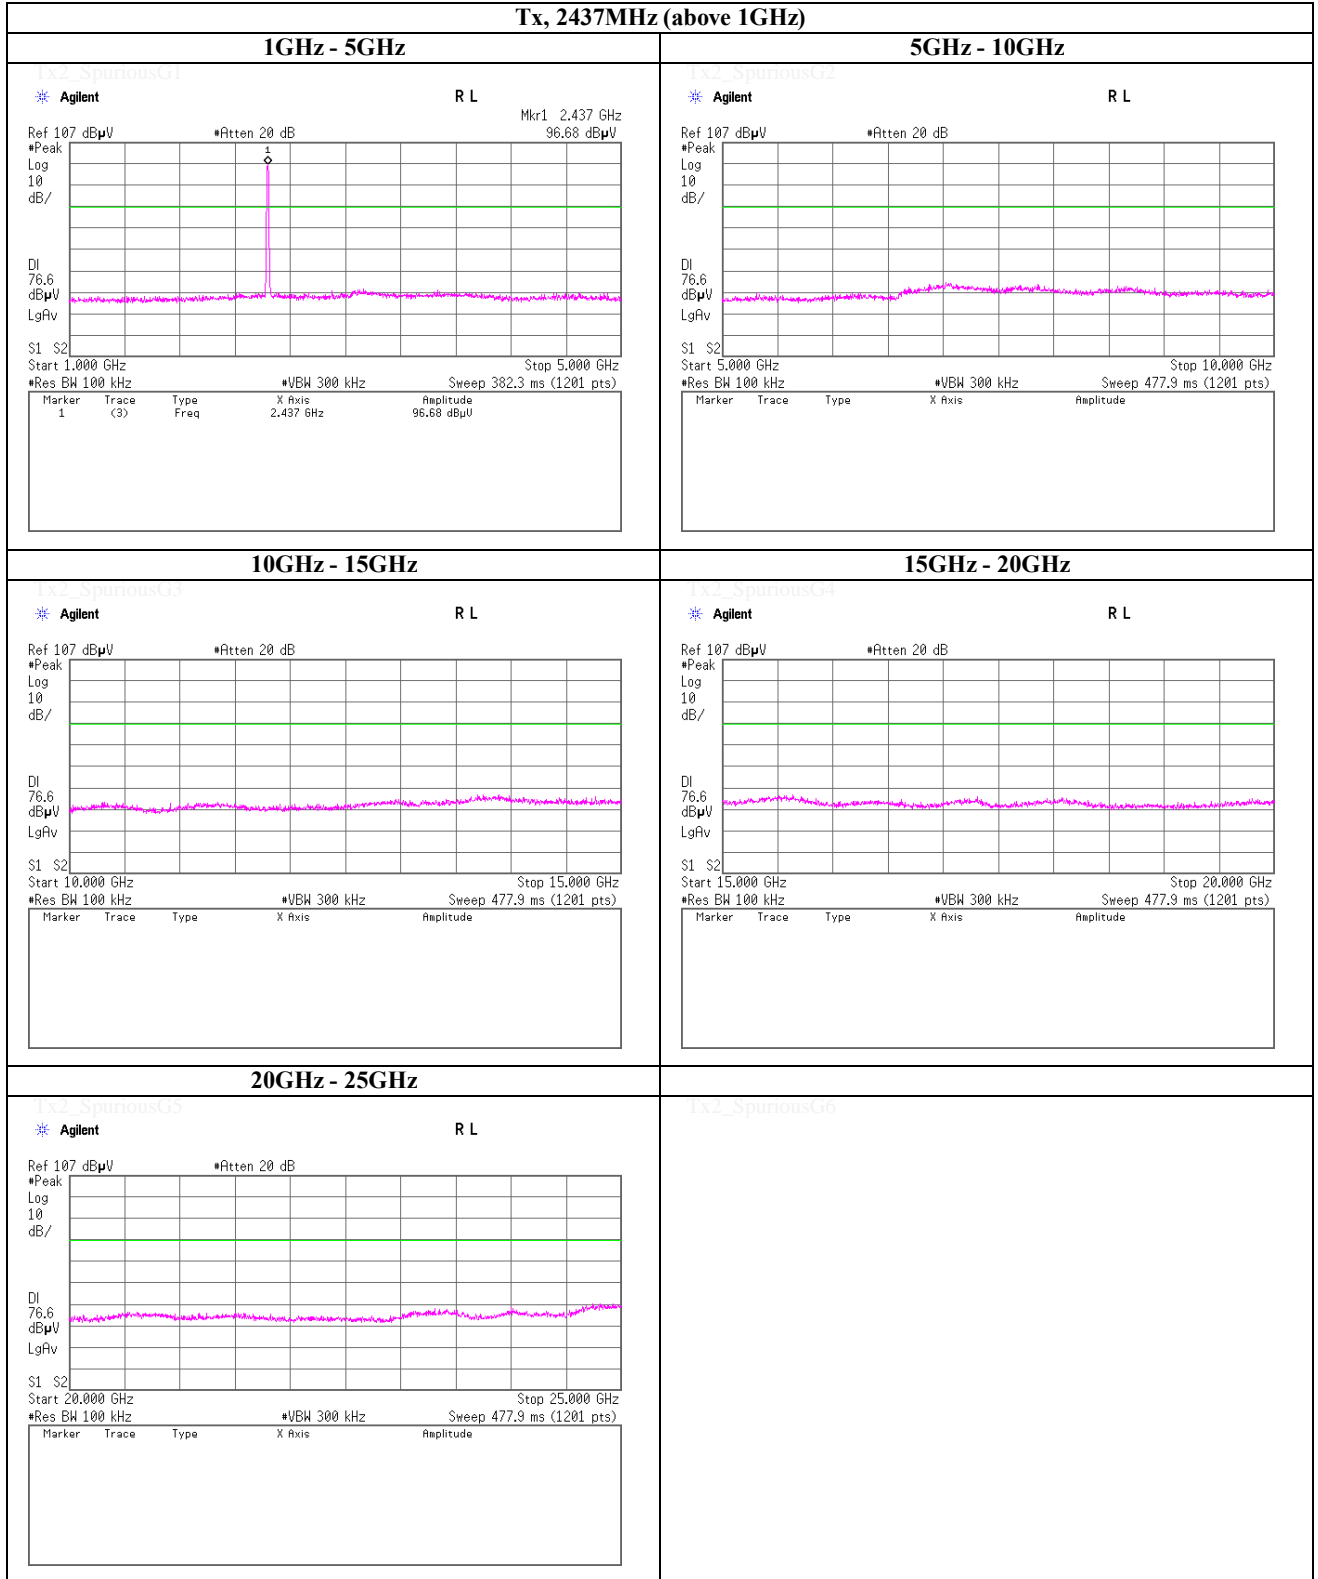 Tx, 2437MHz (above 1GHz)
1GHz - 5GHz
Tx2_SpuriousG1
Agilent R L
Mkr1 2.437 GHz
Ref 107 dBµV #Atten 20 dB 96.68 dBµV
#Peak
1
Log
10
dB/
DI
76.6
dBµV
LgAv
S1 S2
Start 1.000 GHz Stop 5.000 GHz
#Res BW 100 kHz #VBW 300 kHz Sweep 382.3 ms (1201 pts)
Marker Trace Type X Axis Amplitude
1 (3) Freq 2.437 GHz 96.68 dBµV
5GHz - 10GHz
Tx2_SpuriousG2
Agilent R L
Ref 107 dBµV #Atten 20 dB
#Peak
Log
10
dB/
DI
76.6
dBµV
LgAv
S1 S2
Start 5.000 GHz Stop 10.000 GHz
#Res BW 100 kHz #VBW 300 kHz Sweep 477.9 ms (1201 pts)
Marker Trace Type X Axis Amplitude
10GHz - 15GHz
Tx2_SpuriousG3
Agilent R L
Ref 107 dBµV #Atten 20 dB
#Peak
Log
10
dB/
DI
76.6
dBµV
LgAv
S1 S2
Start 10.000 GHz Stop 15.000 GHz
#Res BW 100 kHz #VBW 300 kHz Sweep 477.9 ms (1201 pts)
Marker Trace Type X Axis Amplitude
15GHz - 20GHz
Tx2_SpuriousG4
Agilent R L
Ref 107 dBµV #Atten 20 dB
#Peak
Log
10
dB/
DI
76.6
dBµV
LgAv
S1 S2
Start 15.000 GHz Stop 20.000 GHz
#Res BW 100 kHz #VBW 300 kHz Sweep 477.9 ms (1201 pts)
Marker Trace Type X Axis Amplitude
20GHz - 25GHz
Tx2_SpuriousG5
Agilent R L
Ref 107 dBµV #Atten 20 dB
#Peak
Log
10
dB/
DI
76.6
dBµV
LgAv
S1 S2
Start 20.000 GHz Stop 25.000 GHz
#Res BW 100 kHz #VBW 300 kHz Sweep 477.9 ms (1201 pts)
Marker Trace Type X Axis Amplitude
Tx2_SpuriousG6